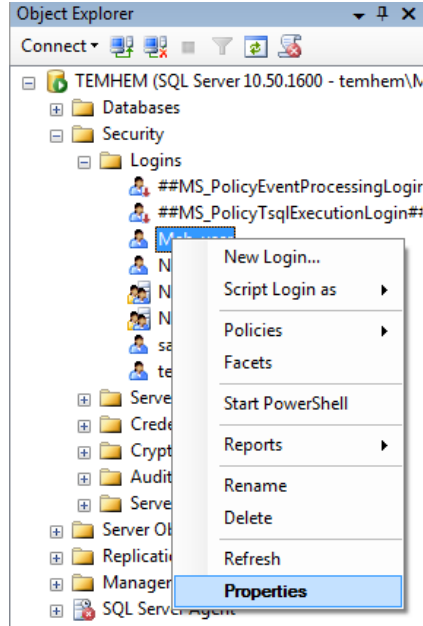 Object Explorer
Connect
TEMHEM (SQL Server 10.50.1600 - temhem\M
Databases
Security
Logins
##MS_PolicyEventProcessingLogin
##MS_PolicyTsqlExecutionLogin##
N
N
N
sa
te
Serve
Crede
Crypt
Audit
Serve
Server Ob
Replicati
Manager
SQL Server Agent
New Login...
Script Login as
Policies
Facets
Start PowerShell
Reports
Rename
Delete
Refresh
Properties